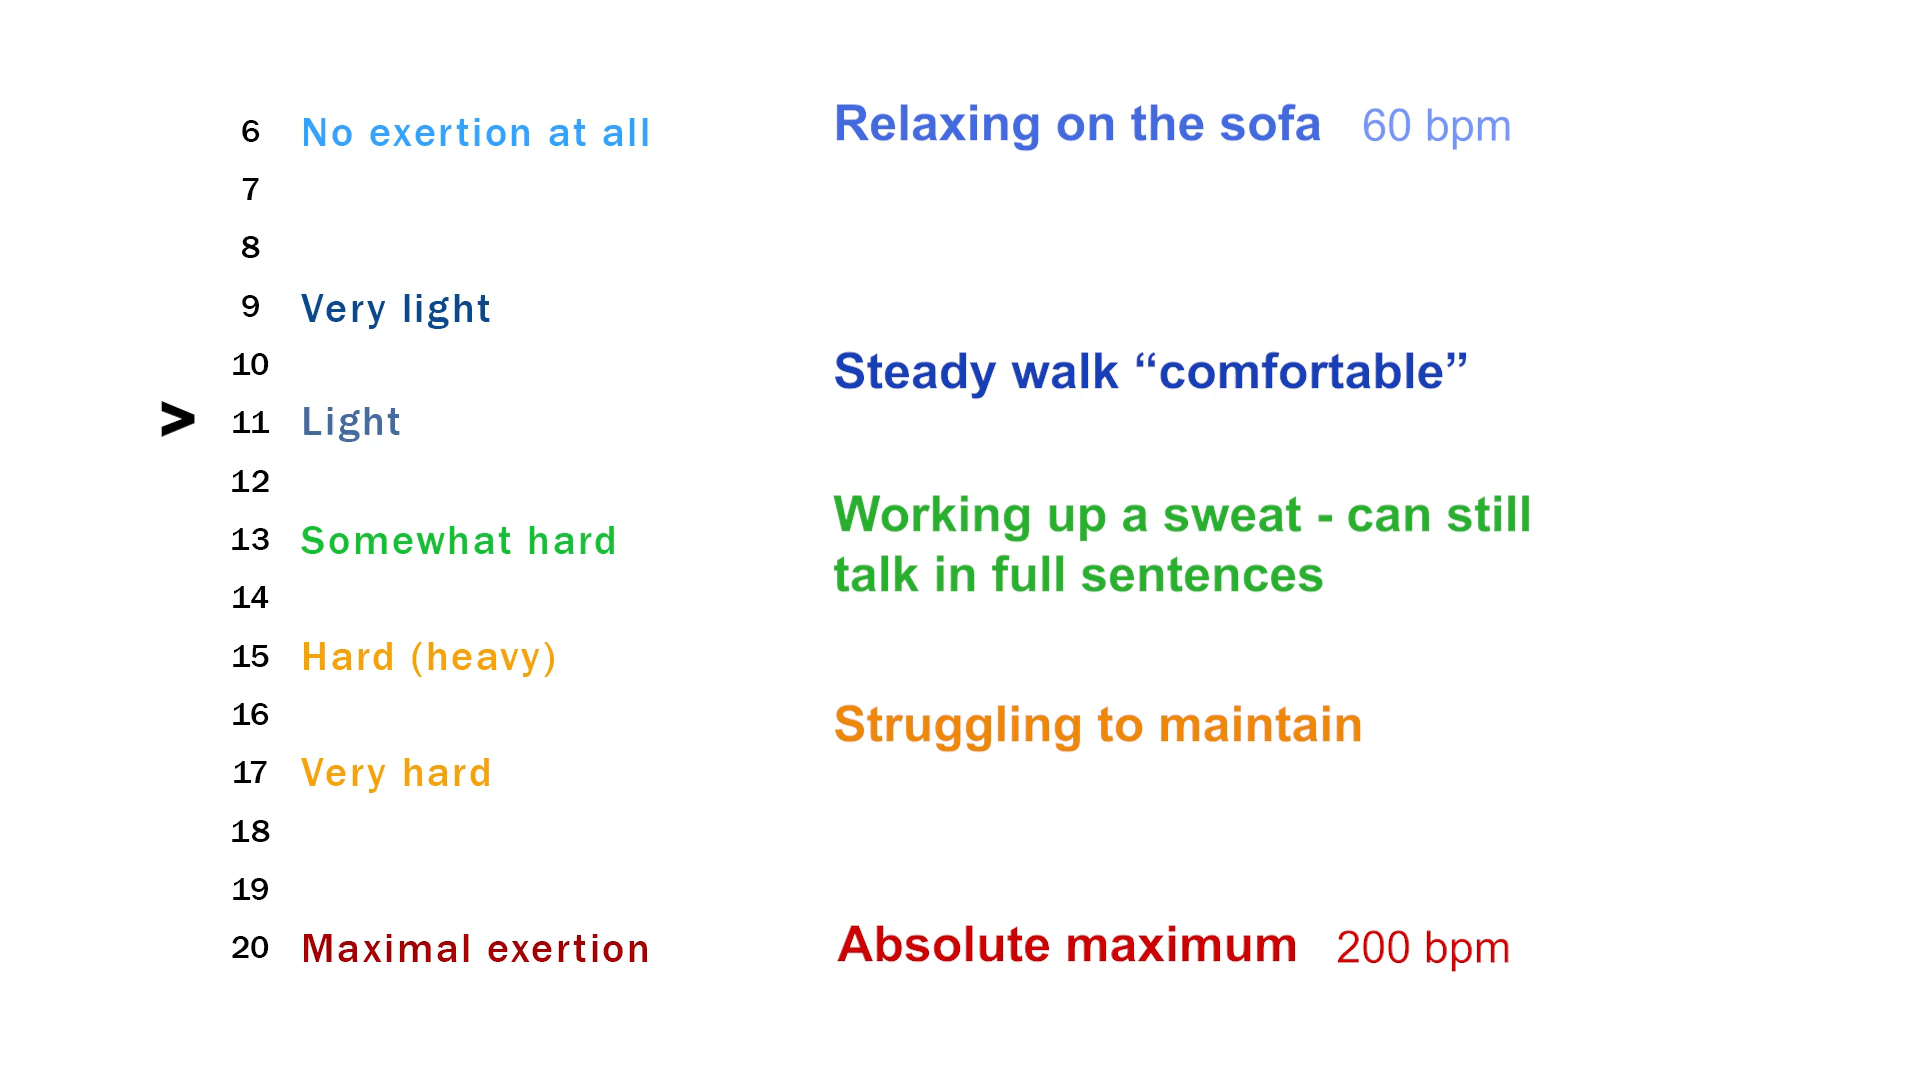 6 No exertion at all Relaxing on the sofa 60 bpm
7
8
9 Very light
10 Steady walk “comfortable”
> 11 Light
12
13 Somewhat hard Working up a sweat - can still
talk in full sentences
14
15 Hard (heavy)
16 Struggling to maintain
17 Very hard
18
19
20 Maximal exertion Absolute maximum 200 bpm